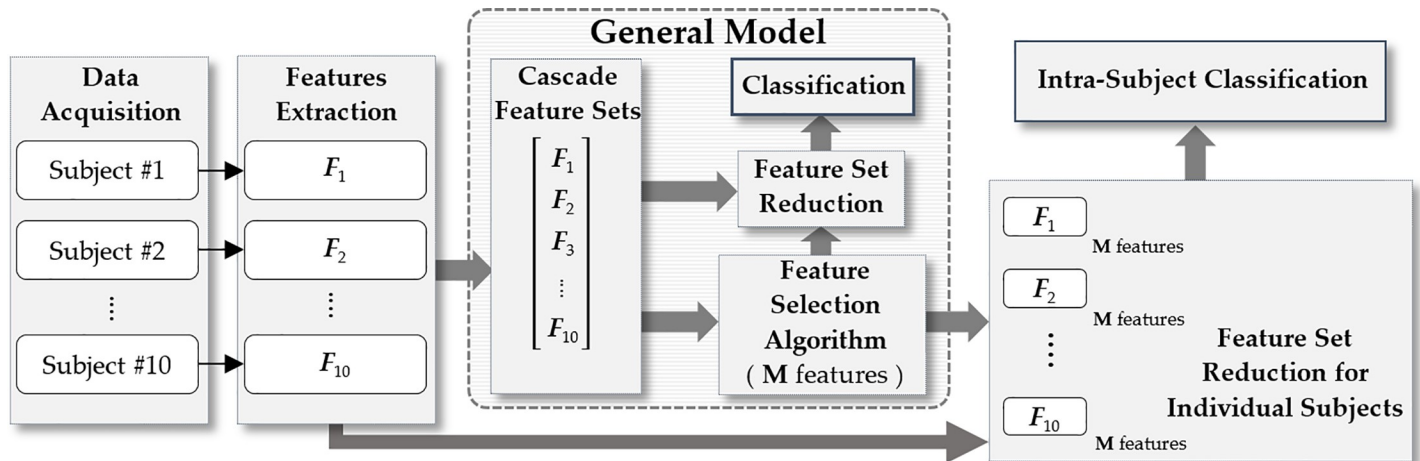 Data
Acquisition
Subject #1
Subject #2
⋮
Subject #10
Features
Extraction
F1
F2
⋮
F10
General Model
Cascade
Feature Sets
F1
F2
F3
⋮
F10
Classification
Feature Set
Reduction
Feature
Selection
Algorithm
( M features )
Intra-Subject Classification
F1
M features
F2
M features
⋮
F10
M features
Feature Set
Reduction for
Individual Subjects